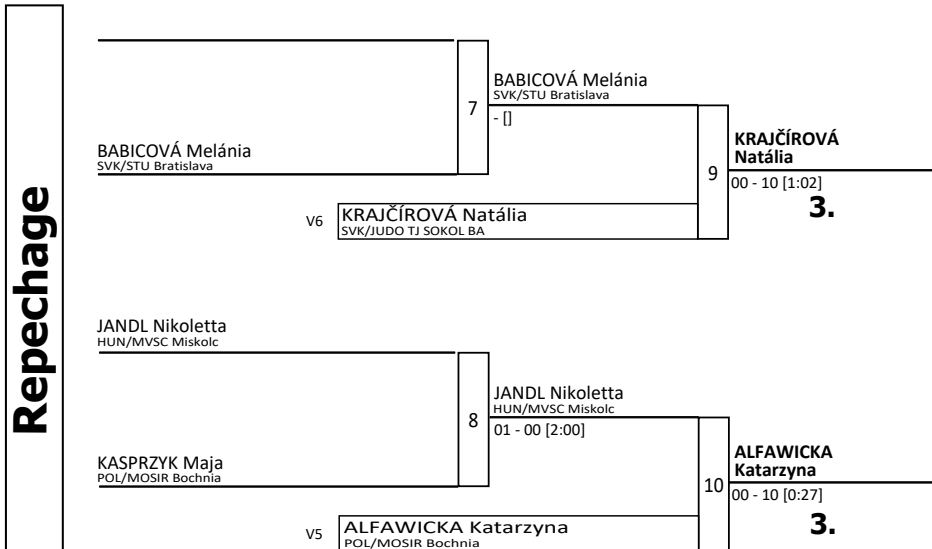 Repechage
BABICOVÁ Melánia
SVK/STU Bratislava
7
BABICOVÁ Melánia
SVK/STU Bratislava
- []
V6
KRAJČÍROVÁ Natália
SVK/JUDO TJ SOKOL BA
9
KRAJČÍROVÁ
Natália
00 - 10 [1:02]
3.
JANDL Nikoletta
HUN/MVSC Miskolc
KASPRZYK Maja
POL/MOSIR Bochnia
8
JANDL Nikoletta
HUN/MVSC Miskolc
01 - 00 [2:00]
V5
ALFAWICKA Katarzyna
POL/MOSIR Bochnia
10
ALFAWICKA
Katarzyna
00 - 10 [0:27]
3.